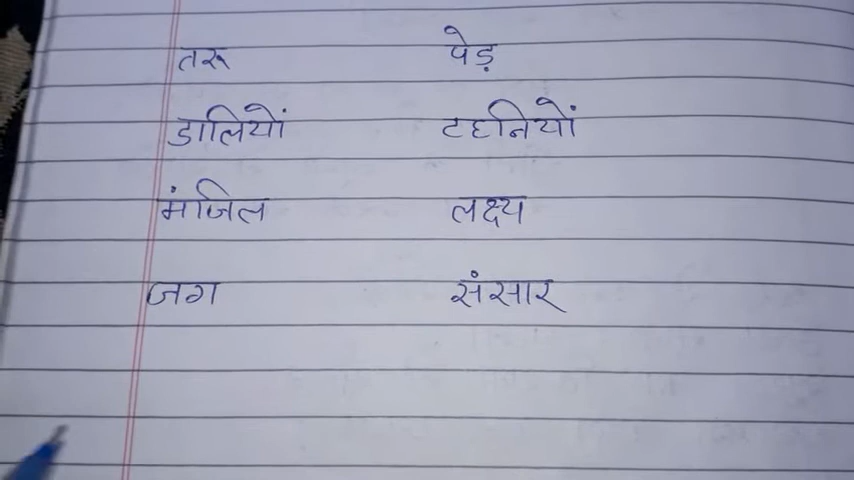 तरू पेड़
डालियों टहनियों
मंजिल लक्ष्य
जग संसार